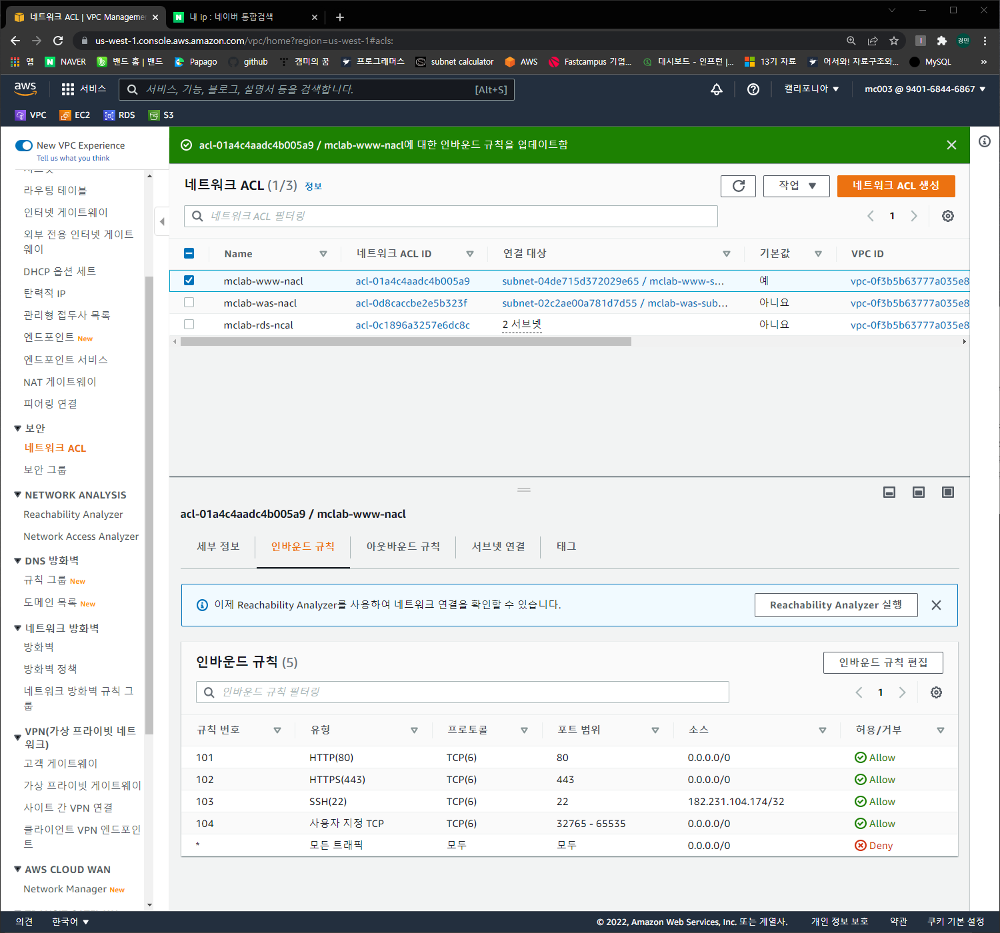 네트워크 ACL | VPC Manageme
내 ip : 네이버 통합검색
us-west-1.console.aws.amazon.com/vpc/home?region=us-west-1#acls:
경민
앱 NAVER 밴드 홈 | 밴드 Papago github 캠미의 꿈 프로그래머스 subnet calculator AWS Fastcampus 기업... 대시보드 - 인프런 |... 13기 자료 어서와! 자료구조와... MySQL »
aws 서비스 서비스, 기능, 블로그, 설명서 등을 검색합니다. [Alt+S] 캘리포니아 ▼ mc003 @ 9401-6844-6867 ▼
VPC EC2 RDS S3
New VPC Experience
Tell us what you think
라우팅 테이블
인터넷 게이트웨이
외부 전용 인터넷 게이트
웨이
DHCP 옵션 세트
탄력적 IP
관리형 접두사 목록
엔드포인트 New
엔드포인트 서비스
NAT 게이트웨이
피어링 연결
보안
네트워크 ACL
보안 그룹
NETWORK ANALYSIS
Reachability Analyzer
Network Access Analyzer
DNS 방화벽
규칙 그룹 New
도메인 목록 New
네트워크 방화벽
방화벽
방화벽 정책
네트워크 방화벽 규칙 그
룹
VPN(가상 프라이빗 네트
워크)
고객 게이트웨이
가상 프라이빗 게이트웨이
사이트 간 VPN 연결
클라이언트 VPN 엔드포인
트
AWS CLOUD WAN
Network Manager New
acl-01a4c4aadc4b005a9 / mclab-www-nacl에 대한 인바운드 규칙을 업데이트함
네트워크 ACL (1/3) 정보
작업 ▼
네트워크 ACL 생성
네트워크 ACL 필터링
1
Name 네트워크 ACL ID 연결 대상 기본값 VPC ID
mclab-www-nacl acl-01a4c4aadc4b005a9 subnet-04de715d372029e65 / mclab-www-s... 예 vpc-0f3b5b63777a035e8
mclab-was-nacl acl-0d8caccbe2e5b323f subnet-02c2ae00a781d7d55 / mclab-was-sub... 아니요 vpc-0f3b5b63777a035e8
mclab-rds-ncal acl-0c1896a3257e6dc8c 2 서브넷 아니요 vpc-0f3b5b63777a035e8
acl-01a4c4aadc4b005a9 / mclab-www-nacl
세부 정보 인바운드 규칙 아웃바운드 규칙 서브넷 연결 태그
이제 Reachability Analyzer를 사용하여 네트워크 연결을 확인할 수 있습니다.
Reachability Analyzer 실행
인바운드 규칙 (5)
인바운드 규칙 편집
인바운드 규칙 필터링
1
규칙 번호 유형 프로토콜 포트 범위 소스 허용/거부
101 HTTP(80) TCP(6) 80 0.0.0.0/0 Allow
102 HTTPS(443) TCP(6) 443 0.0.0.0/0 Allow
103 SSH(22) TCP(6) 22 182.231.104.174/32 Allow
104 사용자 지정 TCP TCP(6) 32765 - 65535 0.0.0.0/0 Allow
* 모든 트래픽 모두 모두 0.0.0.0/0 Deny
의견 한국어 ▼ © 2022, Amazon Web Services, Inc. 또는 계열사. 개인 정보 보호 약관 쿠키 기본 설정